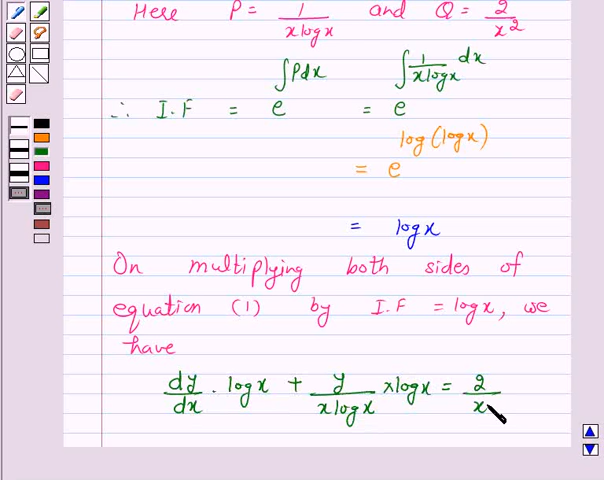 Here P = 1/(x log x) and Q = 2/x²
∴ I.F = e^(∫Pdx) = e^(∫ 1/(x log x) dx)
= e^(log(log x))
= log x
On multiplying both sides of
equation (1) by I.F = log x, we
have
dy/dx . log x + y/(x log x) × log x = 2/x